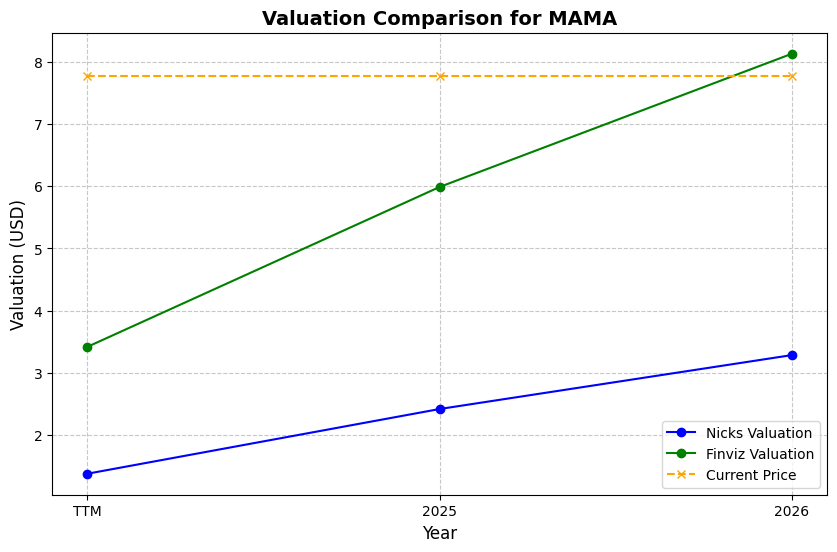 Valuation Comparison for MAMA
Valuation (USD)
8
7
6
5
4
3
2
TTM
2025
2026
Year
Nicks Valuation
Finviz Valuation
Current Price